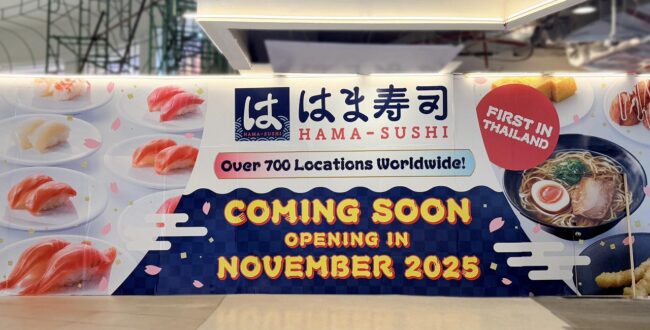 は
HAMA-SUSHI
はま寿司
HAMA-SUSHI
FIRST IN
THAILAND
Over 700 Locations Worldwide!
COMING SOON
OPENING IN
NOVEMBER 2025